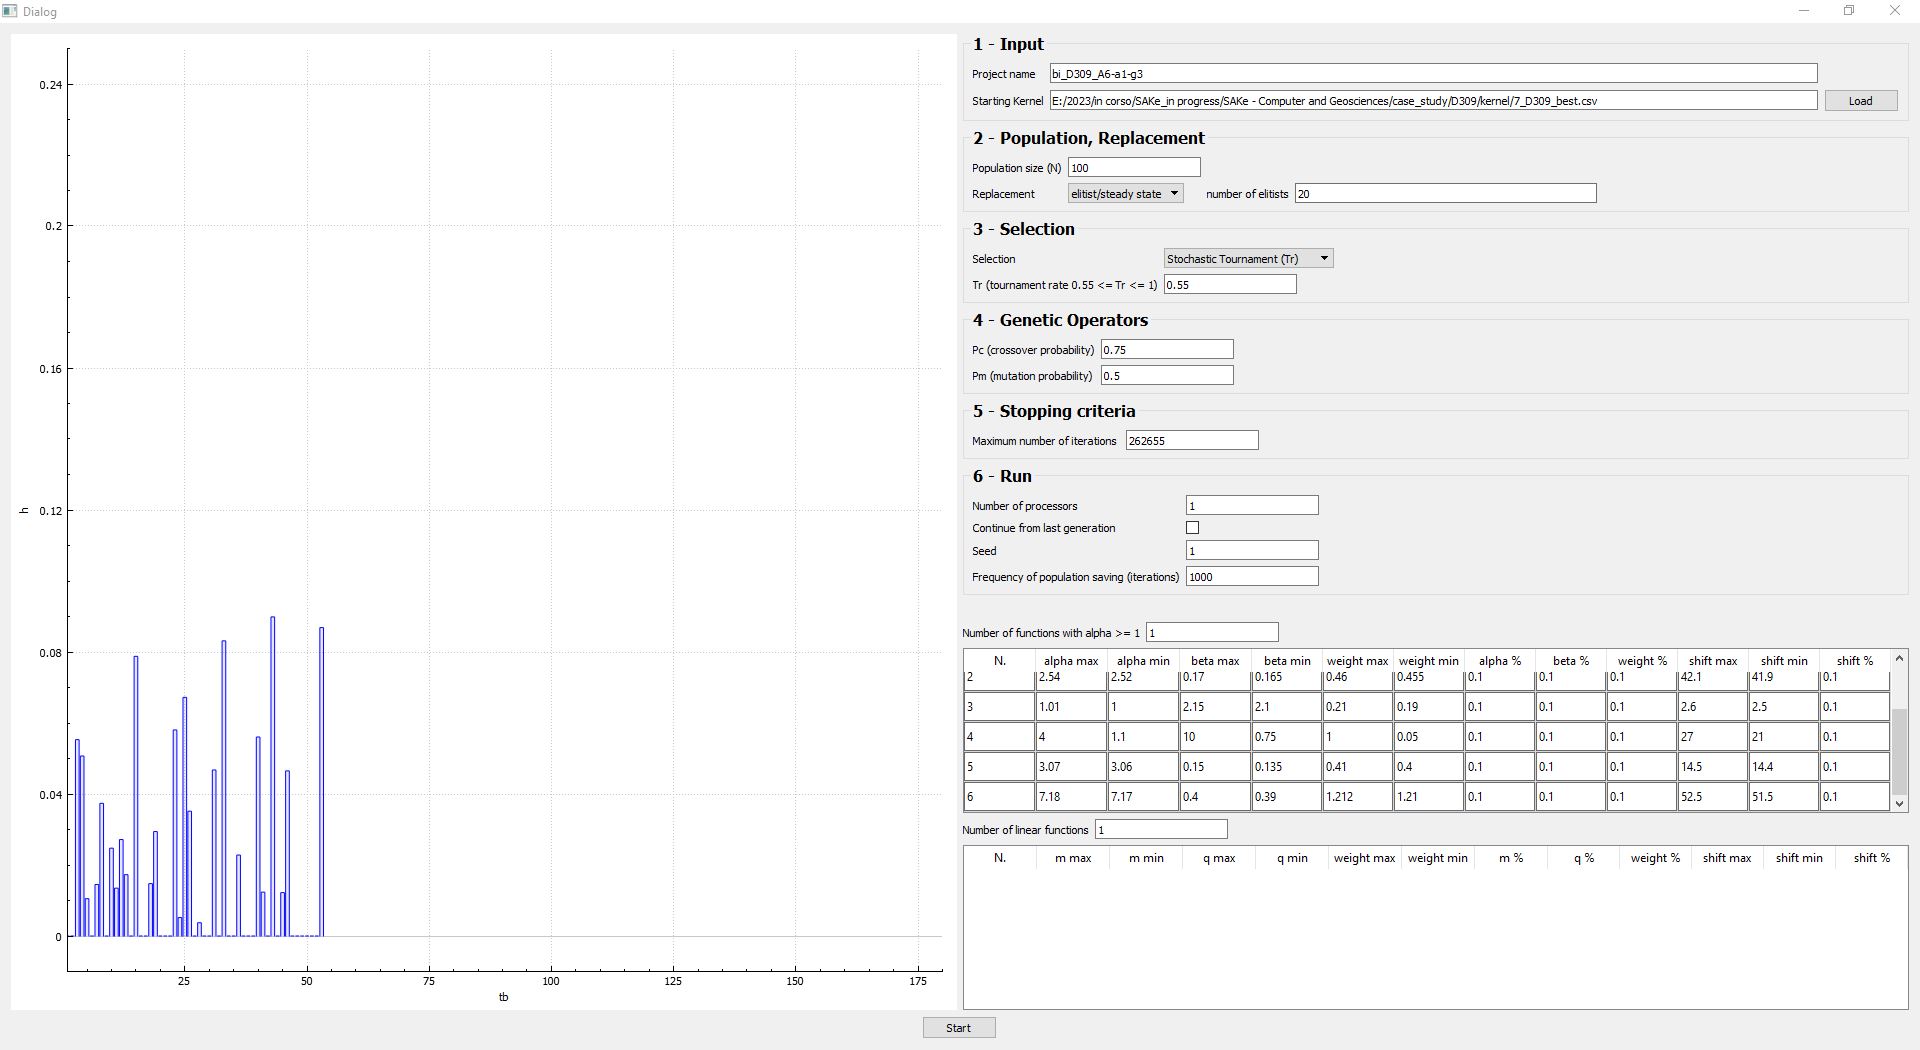 Dialog
0.24
0.2
0.16
0.12
0.08
0.04
0
h
25 50 75 100 125 150 175
tb
1 - Input
Project name bi_D309_A6-a1-g3
Starting Kernel E:/2023/in corso/SAKe_in progress/SAKe - Computer and Geosciences/case_study/D309/kernel/7_D309_best.csv Load
2 - Population, Replacement
Population size (N) 100
Replacement elitist/steady state number of elitists 20
3 - Selection
Selection Stochastic Tournament (Tr)
Tr (tournament rate 0.55 <= Tr <= 1) 0.55
4 - Genetic Operators
Pc (crossover probability) 0.75
Pm (mutation probability) 0.5
5 - Stopping criteria
Maximum number of iterations 262655
6 - Run
Number of processors 1
Continue from last generation
Seed 1
Frequency of population saving (iterations) 1000
Number of functions with alpha >= 1 1
N. alpha max alpha min beta max beta min weight max weight min alpha % beta % weight % shift max shift min shift %
2 2.54 2.52 0.17 0.165 0.46 0.455 0.1 0.1 0.1 42.1 41.9 0.1
3 1.01 1 2.15 2.1 0.21 0.19 0.1 0.1 0.1 2.6 2.5 0.1
4 4 1.1 10 0.75 1 0.05 0.1 0.1 0.1 27 21 0.1
5 3.07 3.06 0.15 0.135 0.41 0.4 0.1 0.1 0.1 14.5 14.4 0.1
6 7.18 7.17 0.4 0.39 1.212 1.21 0.1 0.1 0.1 52.5 51.5 0.1
Number of linear functions 1
N. m max m min q max q min weight max weight min m % q % weight % shift max shift min shift %
Start